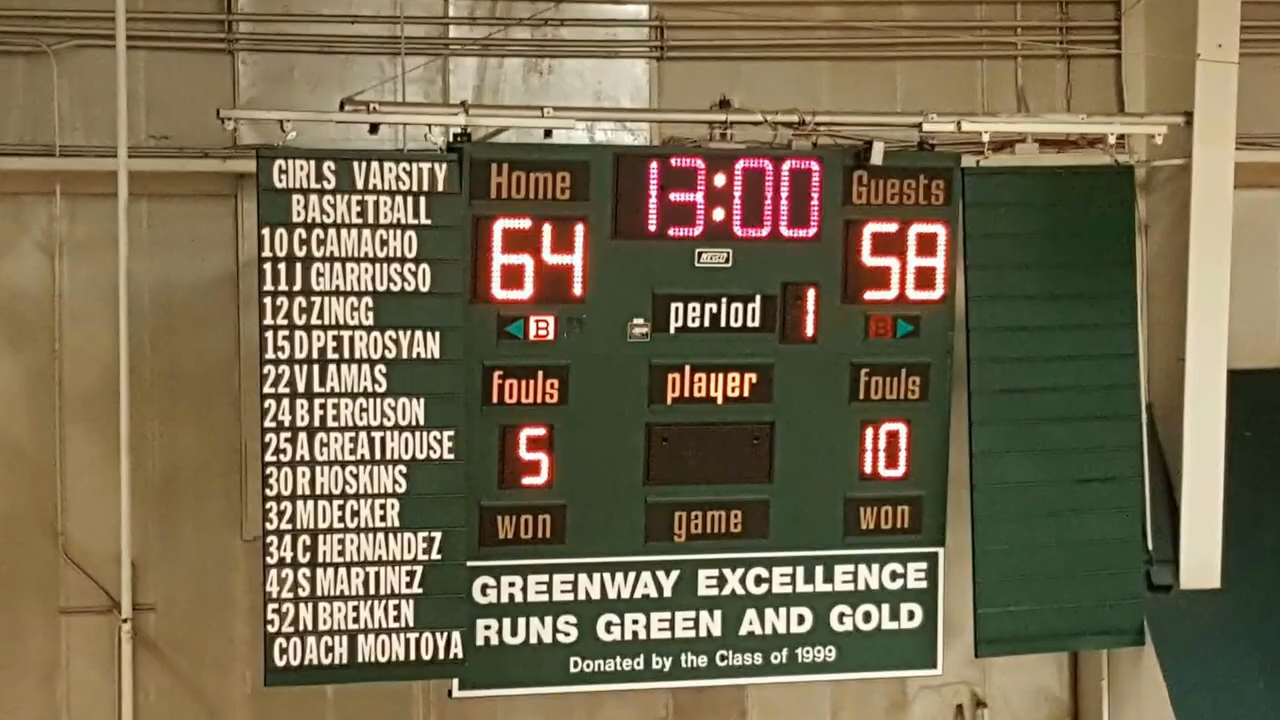 GIRLS VARSITY
BASKETBALL
10 C CAMACHO
11 J GIARRUSSO
12 C ZINGG
15 D PETROSYAN
22 V LAMAS
24 B FERGUSON
25 A GREATHOUSE
30 R HOSKINS
32 M DECKER
34 C HERNANDEZ
42 S MARTINEZ
52 N BREKKEN
COACH MONTOYA
Home 13:00 Guests
64 58
NEVCO
period 1
B B
fouls player fouls
5 10
won game won
GREENWAY EXCELLENCE
RUNS GREEN AND GOLD
Donated by the Class of 1999